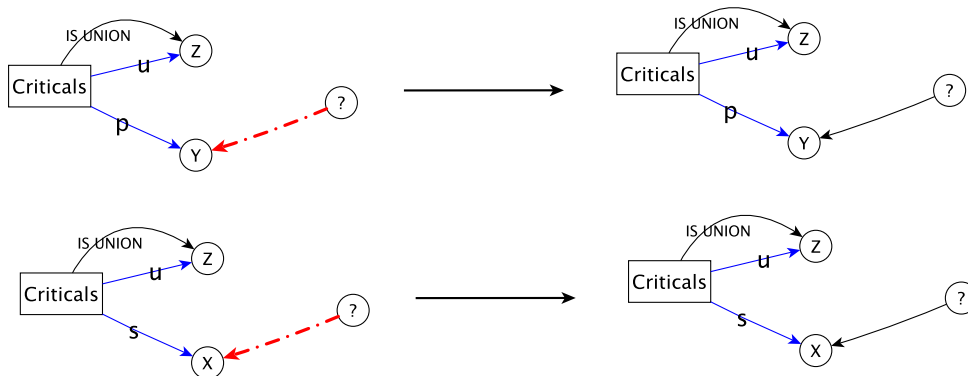 IS UNION
Z
u
Criticals
p
Y
?
IS UNION
Z
u
Criticals
p
Y
?
IS UNION
Z
u
Criticals
s
X
?
IS UNION
Z
u
Criticals
s
X
?